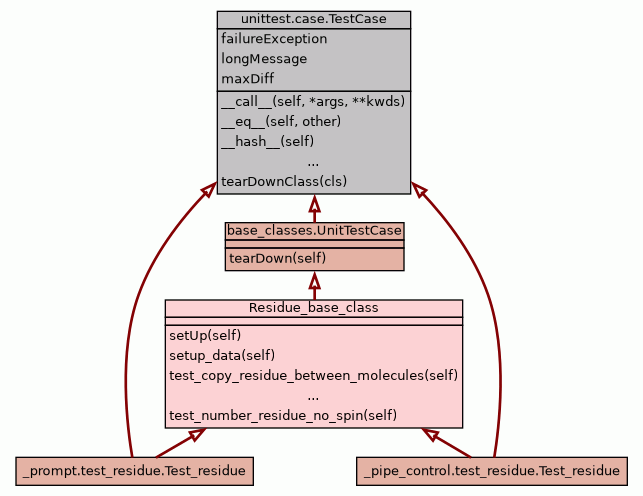 unittest.case.TestCase
failureException
longMessage
maxDiff
__call__(self, *args, **kwds)
__eq__(self, other)
__hash__(self)
...
tearDownClass(cls)
base_classes.UnitTestCase
tearDown(self)
Residue_base_class
setUp(self)
setup_data(self)
test_copy_residue_between_molecules(self)
...
test_number_residue_no_spin(self)
_prompt.test_residue.Test_residue
_pipe_control.test_residue.Test_residue